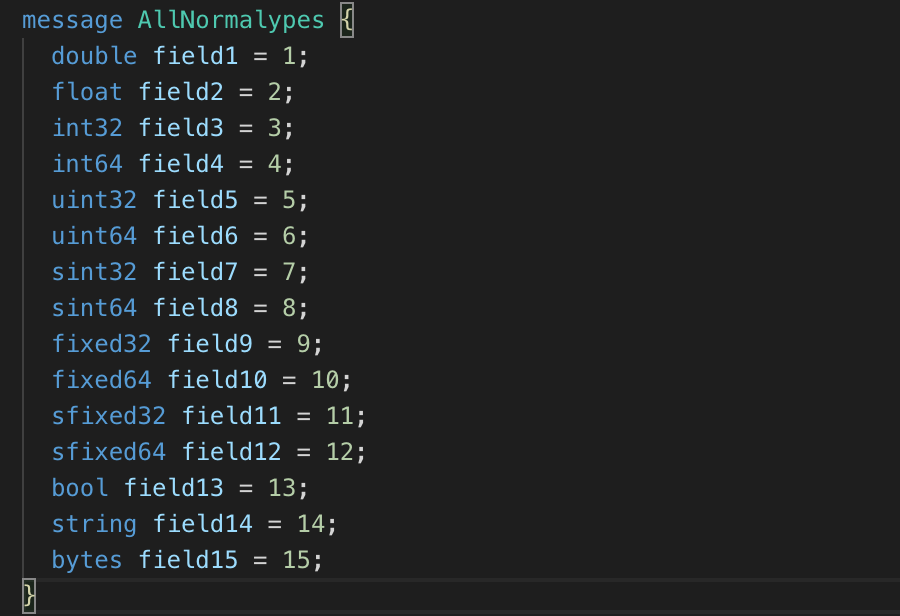 message AllNormalypes {
double field1 = 1;
float field2 = 2;
int32 field3 = 3;
int64 field4 = 4;
uint32 field5 = 5;
uint64 field6 = 6;
sint32 field7 = 7;
sint64 field8 = 8;
fixed32 field9 = 9;
fixed64 field10 = 10;
sfixed32 field11 = 11;
sfixed64 field12 = 12;
bool field13 = 13;
string field14 = 14;
bytes field15 = 15;
}